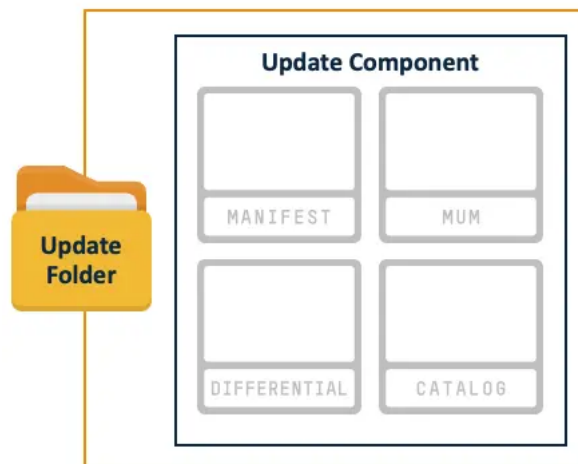 Update Component
MANIFEST
MUM
Update
Folder
DIFFERENTIAL
CATALOG